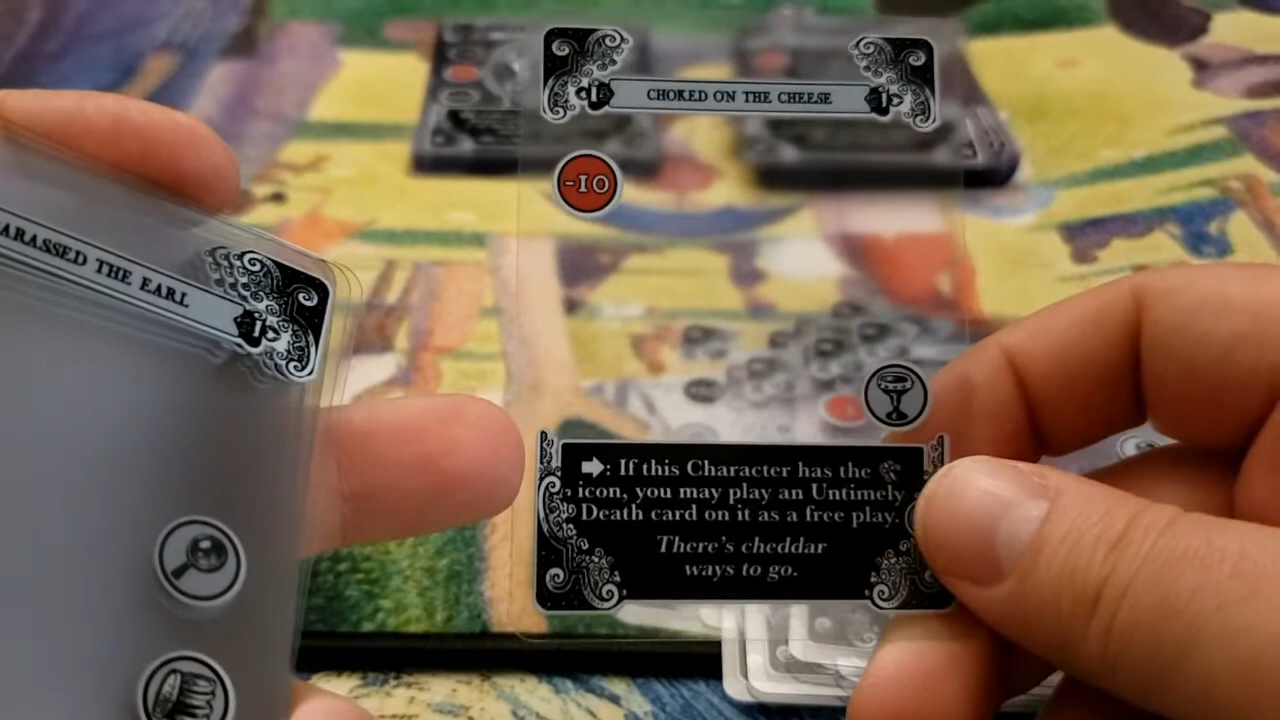 CHOKED ON THE CHEESE
-10
ARASSED THE EARL
: If this Character has the
icon, you may play an Untimely
Death card on it as a free play.
There's cheddar
ways to go.